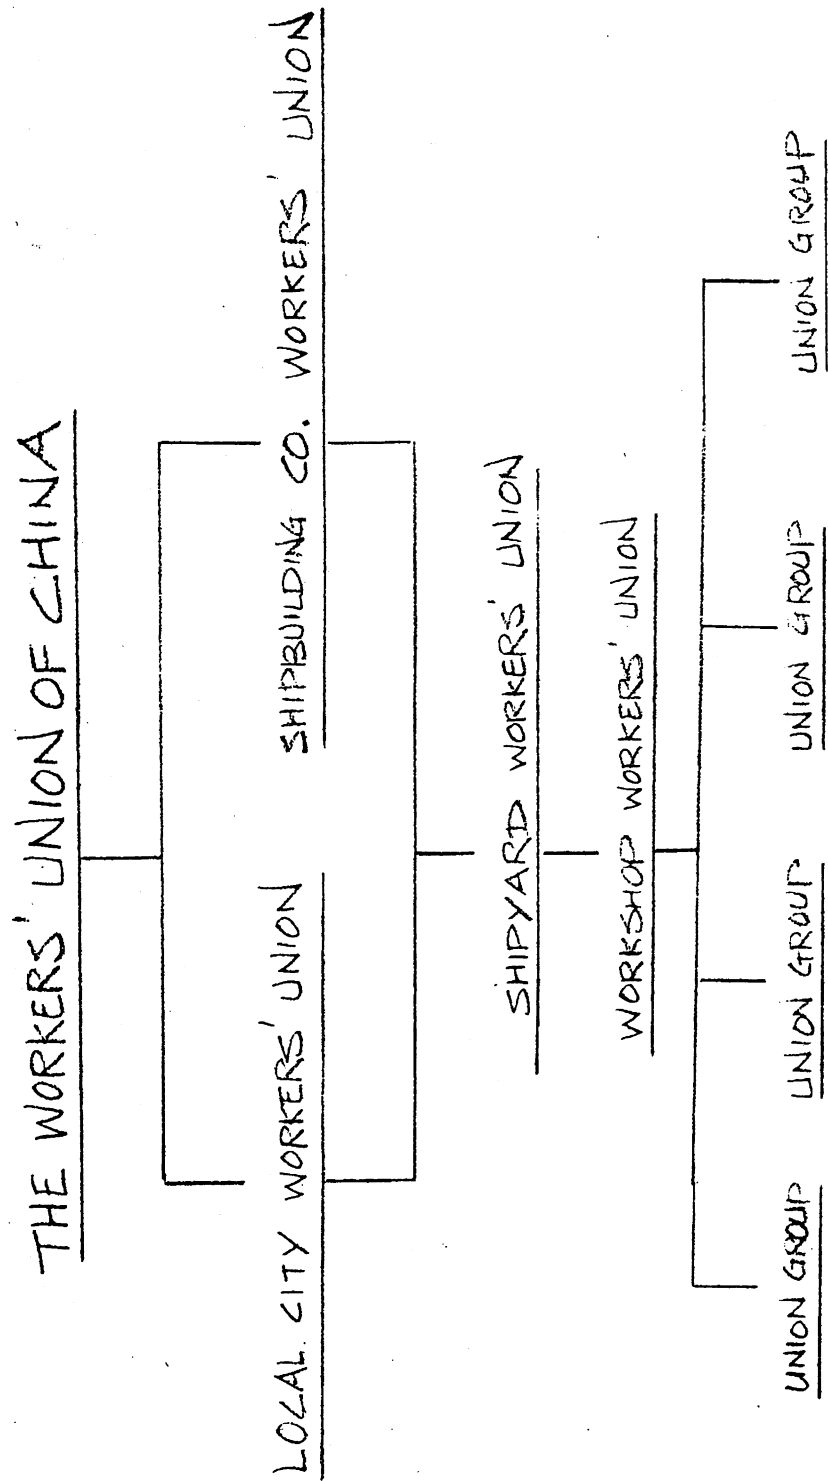 THE WORKERS' UNION OF CHINA
LOCAL CITY WORKERS' UNION
SHIPBUILDING CO. WORKERS' UNION
SHIPYARD WORKERS' UNION
WORKSHOP WORKERS' UNION
UNION GROUP
UNION GROUP
UNION GROUP
UNION GROUP